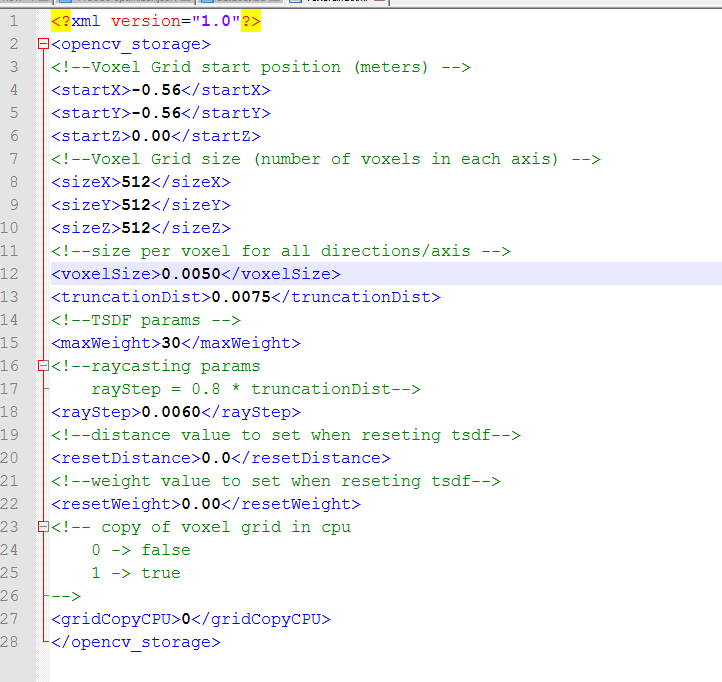 1 <?xml version="1.0"?>
2 <opencv_storage>
3 <!--Voxel Grid start position (meters) -->
4 <startX>-0.56</startX>
5 <startY>-0.56</startY>
6 <startZ>0.00</startZ>
7 <!--Voxel Grid size (number of voxels in each axis) -->
8 <sizeX>512</sizeX>
9 <sizeY>512</sizeY>
10 <sizeZ>512</sizeZ>
11 <!--size per voxel for all directions/axis -->
12 <voxelSize>0.0050</voxelSize>
13 <truncationDist>0.0075</truncationDist>
14 <!--TSDF params -->
15 <maxWeight>30</maxWeight>
16 <!--raycasting params
17 rayStep = 0.8 * truncationDist-->
18 <rayStep>0.0060</rayStep>
19 <!--distance value to set when reseting tsdf-->
20 <resetDistance>0.0</resetDistance>
21 <!--weight value to set when reseting tsdf-->
22 <resetWeight>0.00</resetWeight>
23 <!-- copy of voxel grid in cpu
24 0 -> false
25 1 -> true
26 -->
27 <gridCopyCPU>0</gridCopyCPU>
28 </opencv_storage>